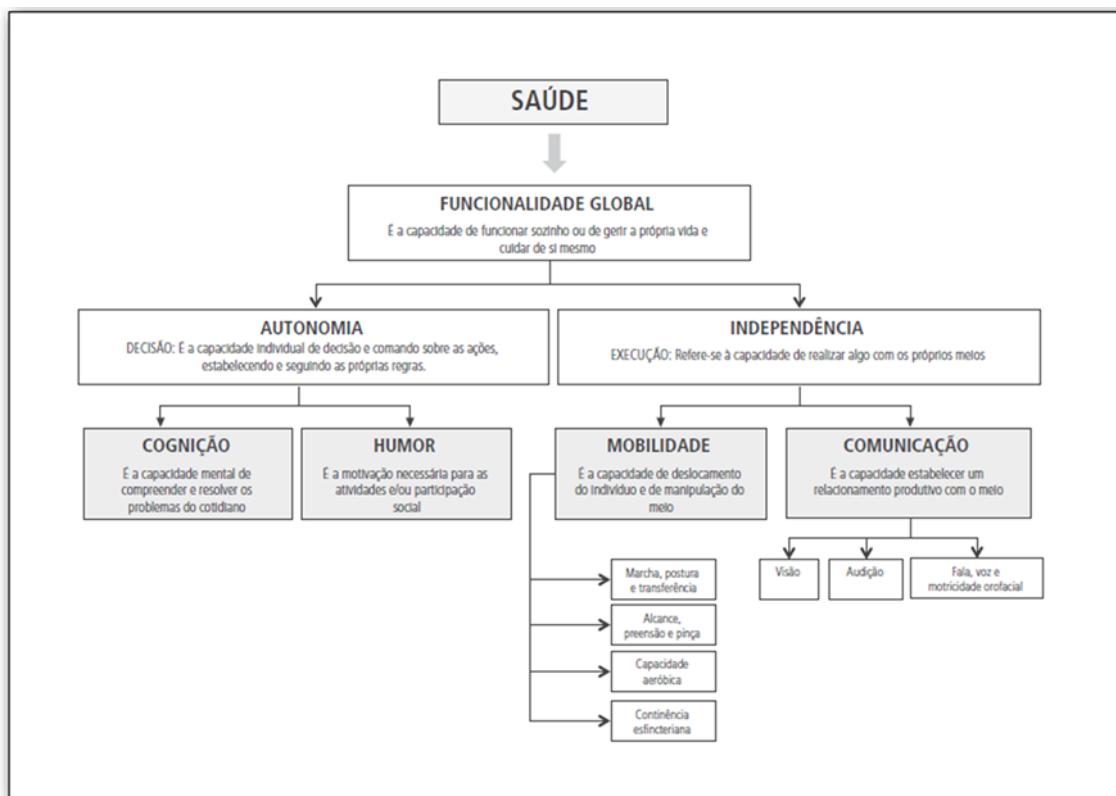 SAÚDE
FUNCIONALIDADE GLOBAL
É a capacidade de funcionar sozinho ou de gerir a própria vida e
cuidar de si mesmo
AUTONOMIA
DECISÃO: É a capacidade individual de decisão e comando sobre as ações,
estabelecendo e seguindo as próprias regras.
INDEPENDÊNCIA
EXECUÇÃO: Refere-se à capacidade de realizar algo com os próprios meios
COGNIÇÃO
É a capacidade mental de
compreender e resolver os
problemas do cotidiano
HUMOR
É a motivação necessária para as
atividades e/ou participação
social
MOBILIDADE
É a capacidade de deslocamento
do indivíduo e de manipulação do
meio
COMUNICAÇÃO
É a capacidade estabelecer um
relacionamento produtivo com o meio
Marcha, postura
e transferência
Alcance,
preensão e pinça
Capacidade
aeróbica
Continência
esfincteriana
Visão
Audição
Fala, voz e
motricidade orofacial